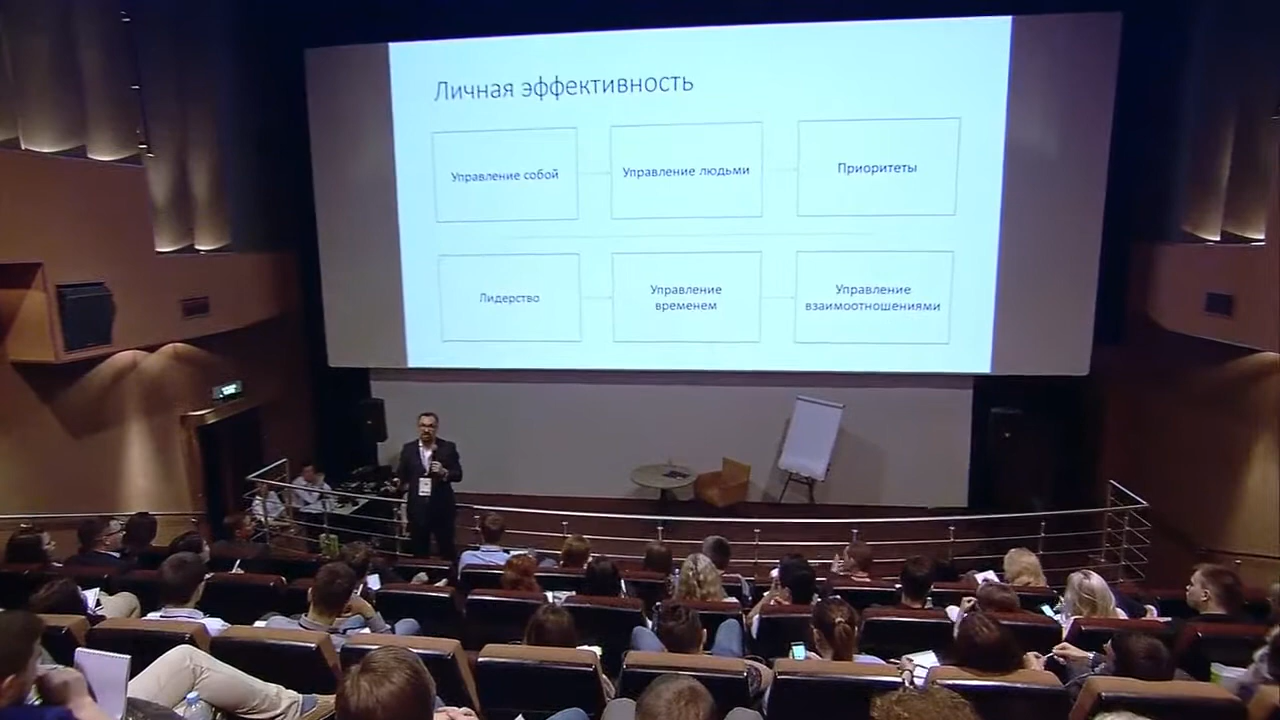 Личная эффективность
Управление собой
Управление людьми
Приоритеты
Лидерство
Управление
временем
Управление
взаимоотношениями